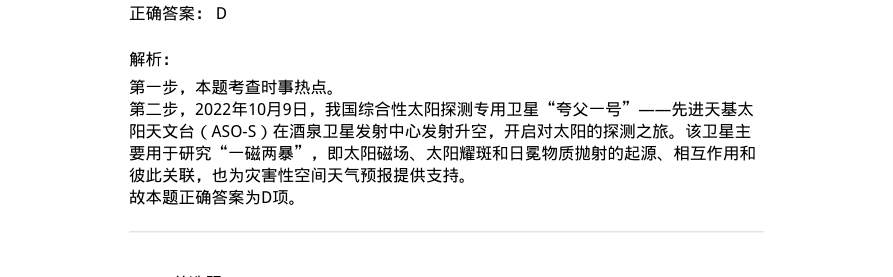 正确答案： D
解析：
第一步，本题考查时事热点。
第二步，2022年10月9日，我国综合性太阳探测专用卫星“夸父一号”——先进天基太
阳天文台（ASO-S）在酒泉卫星发射中心发射升空，开启对太阳的探测之旅。该卫星主
要用于研究“一磁两暴”，即太阳磁场、太阳耀斑和日冕物质抛射的起源、相互作用和
彼此关联，也为灾害性空间天气预报提供支持。
故本题正确答案为D项。